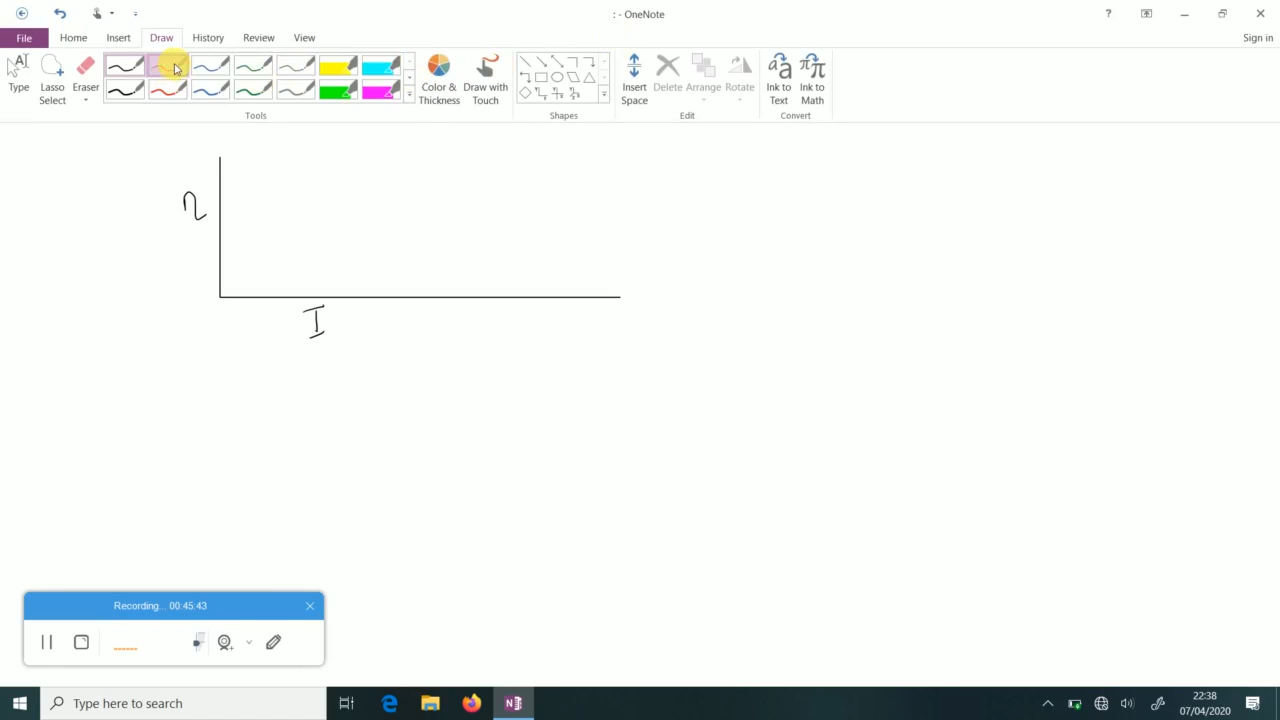 : - OneNote
?
File Home Insert Draw History Review View
Sign in
Type
Lasso Select
Eraser
Color & Thickness
Draw with Touch
Insert Space
Delete
Arrange
Rotate
Ink to Text
Ink to Math
Tools
Shapes
Edit
Convert
η
I
Recording... 00:45:43
Type here to search
22:38
07/04/2020